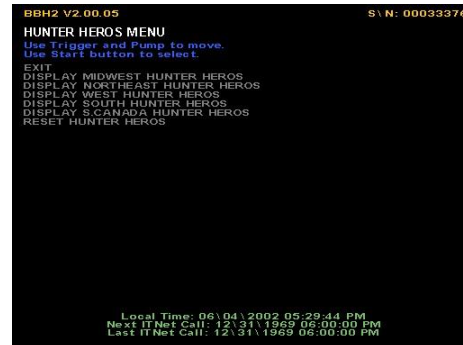 BBH2 V2.00.05 S\N: 00033376
HUNTER HEROS MENU
Use Trigger and Pump to move.
Use Start button to select.
EXIT
DISPLAY MIDWEST HUNTER HEROS
DISPLAY NORTHEAST HUNTER HEROS
DISPLAY WEST HUNTER HEROS
DISPLAY SOUTH HUNTER HEROS
DISPLAY S.CANADA HUNTER HEROS
RESET HUNTER HEROS
Local Time: 06\04\2002 05:29:44 PM
Next ITNet Call: 12\31\1969 06:00:00 PM
Last ITNet Call: 12\31\1969 06:00:00 PM